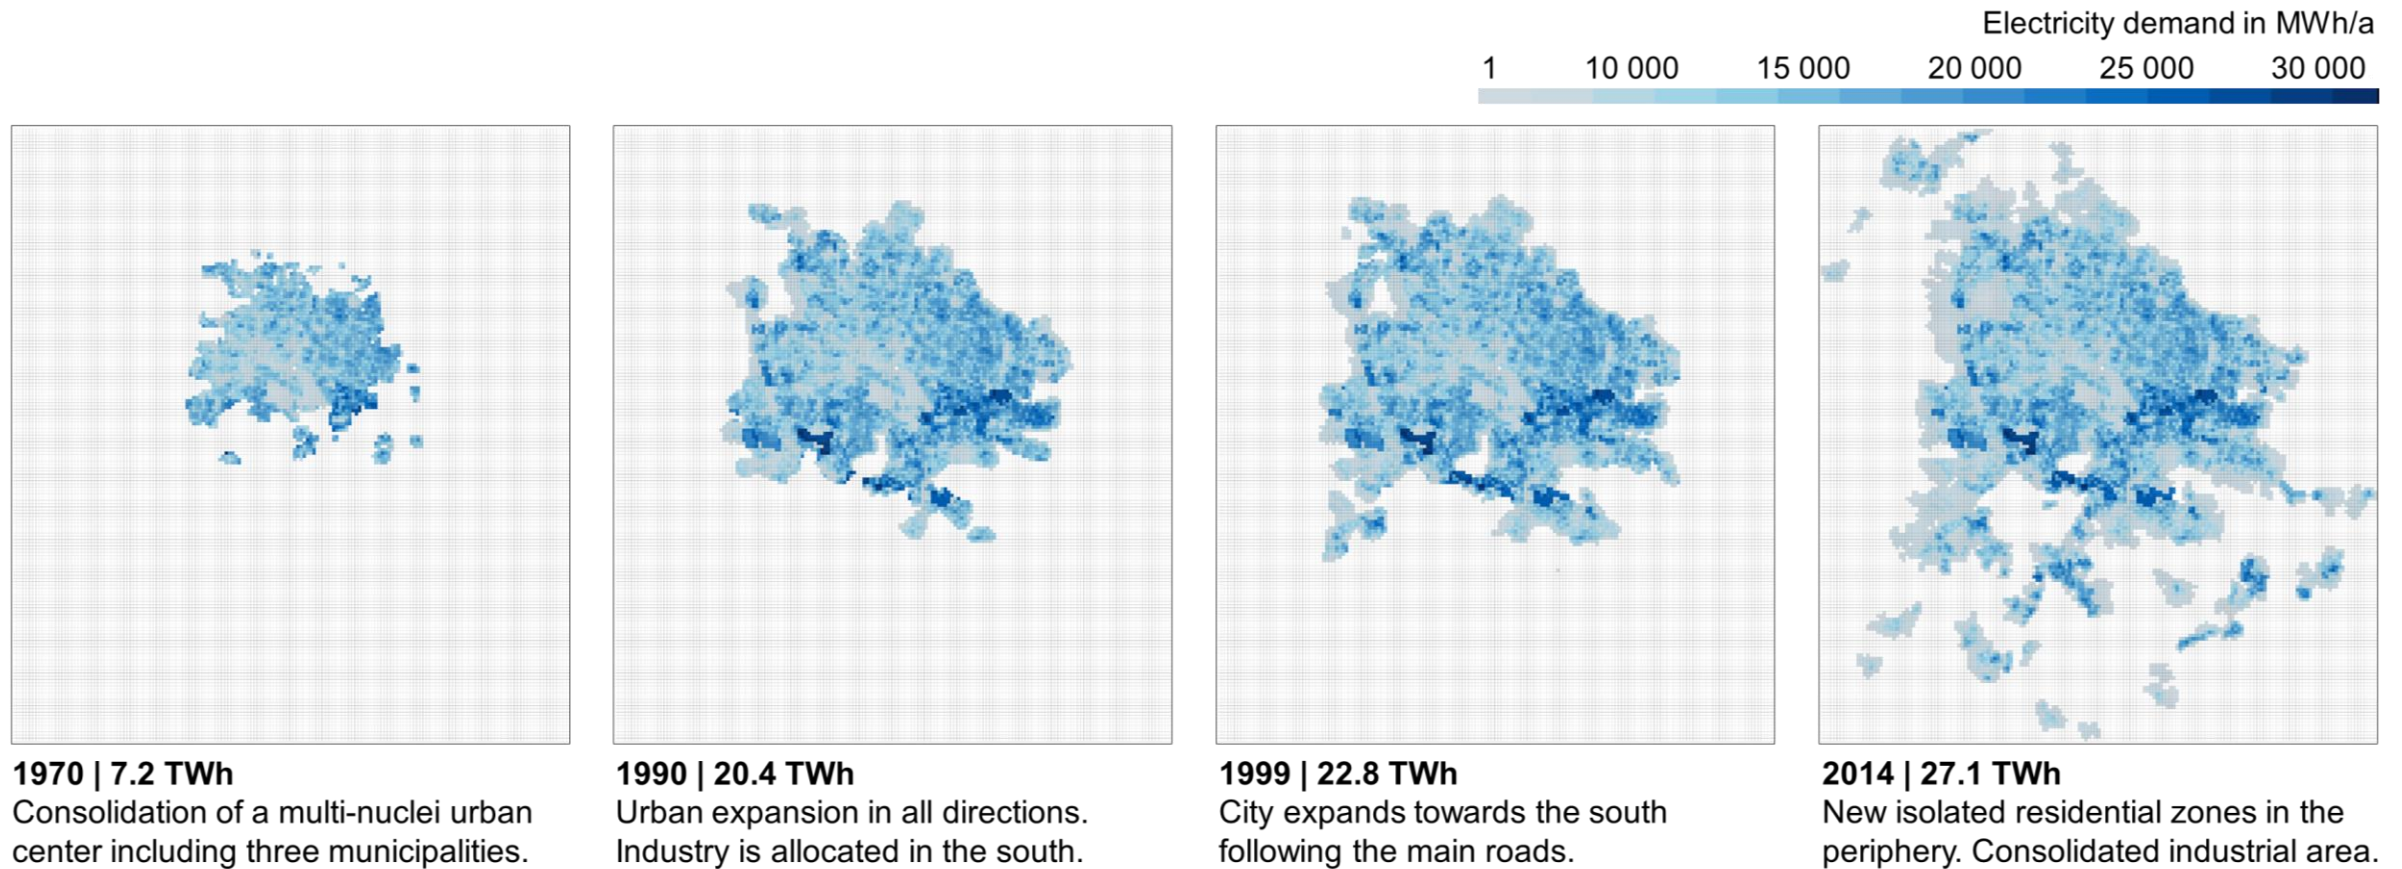 Electricity demand in MWh/a
1 10 000 15 000 20 000 25 000 30 000
1970 | 7.2 TWh
Consolidation of a multi-nuclei urban
center including three municipalities.
1990 | 20.4 TWh
Urban expansion in all directions.
Industry is allocated in the south.
1999 | 22.8 TWh
City expands towards the south
following the main roads.
2014 | 27.1 TWh
New isolated residential zones in the
periphery. Consolidated industrial area.